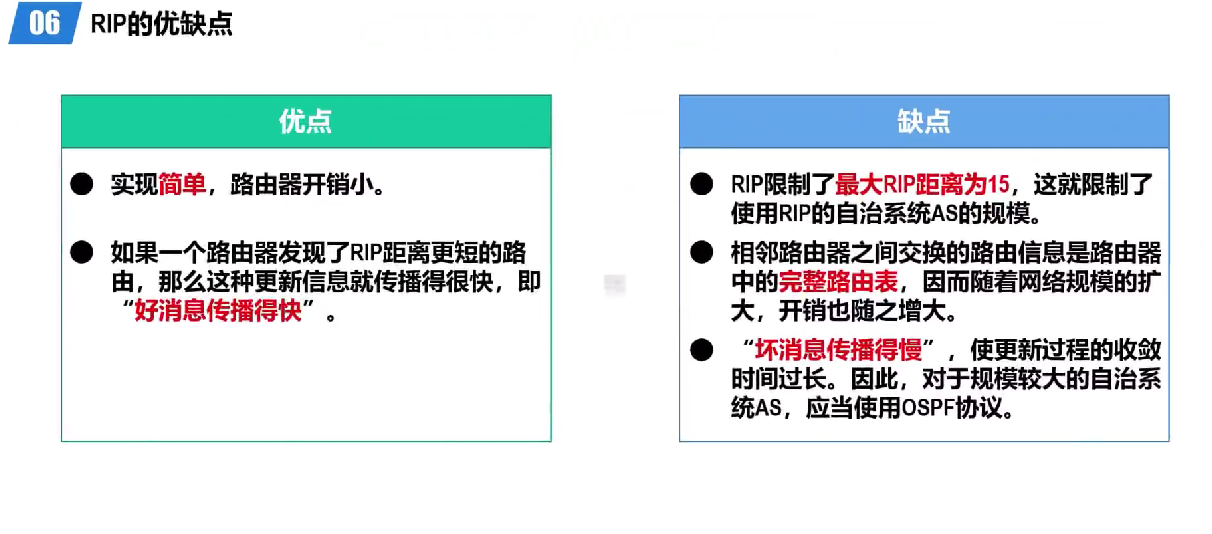 06 RIP的优缺点
优点
● 实现简单，路由器开销小。
● 如果一个路由器发现了RIP距离更短的路
由，那么这种更新信息就传播得很快，即
“好消息传播得快”。
缺点
● RIP限制了最大RIP距离为15，这就限制了
使用RIP的自治系统AS的规模。
● 相邻路由器之间交换的路由信息是路由器
中的完整路由表，因而随着网络规模的扩
大，开销也随之增大。
● “坏消息传播得慢”，使更新过程的收敛
时间过长。因此，对于规模较大的自治系
统AS，应当使用OSPF协议。